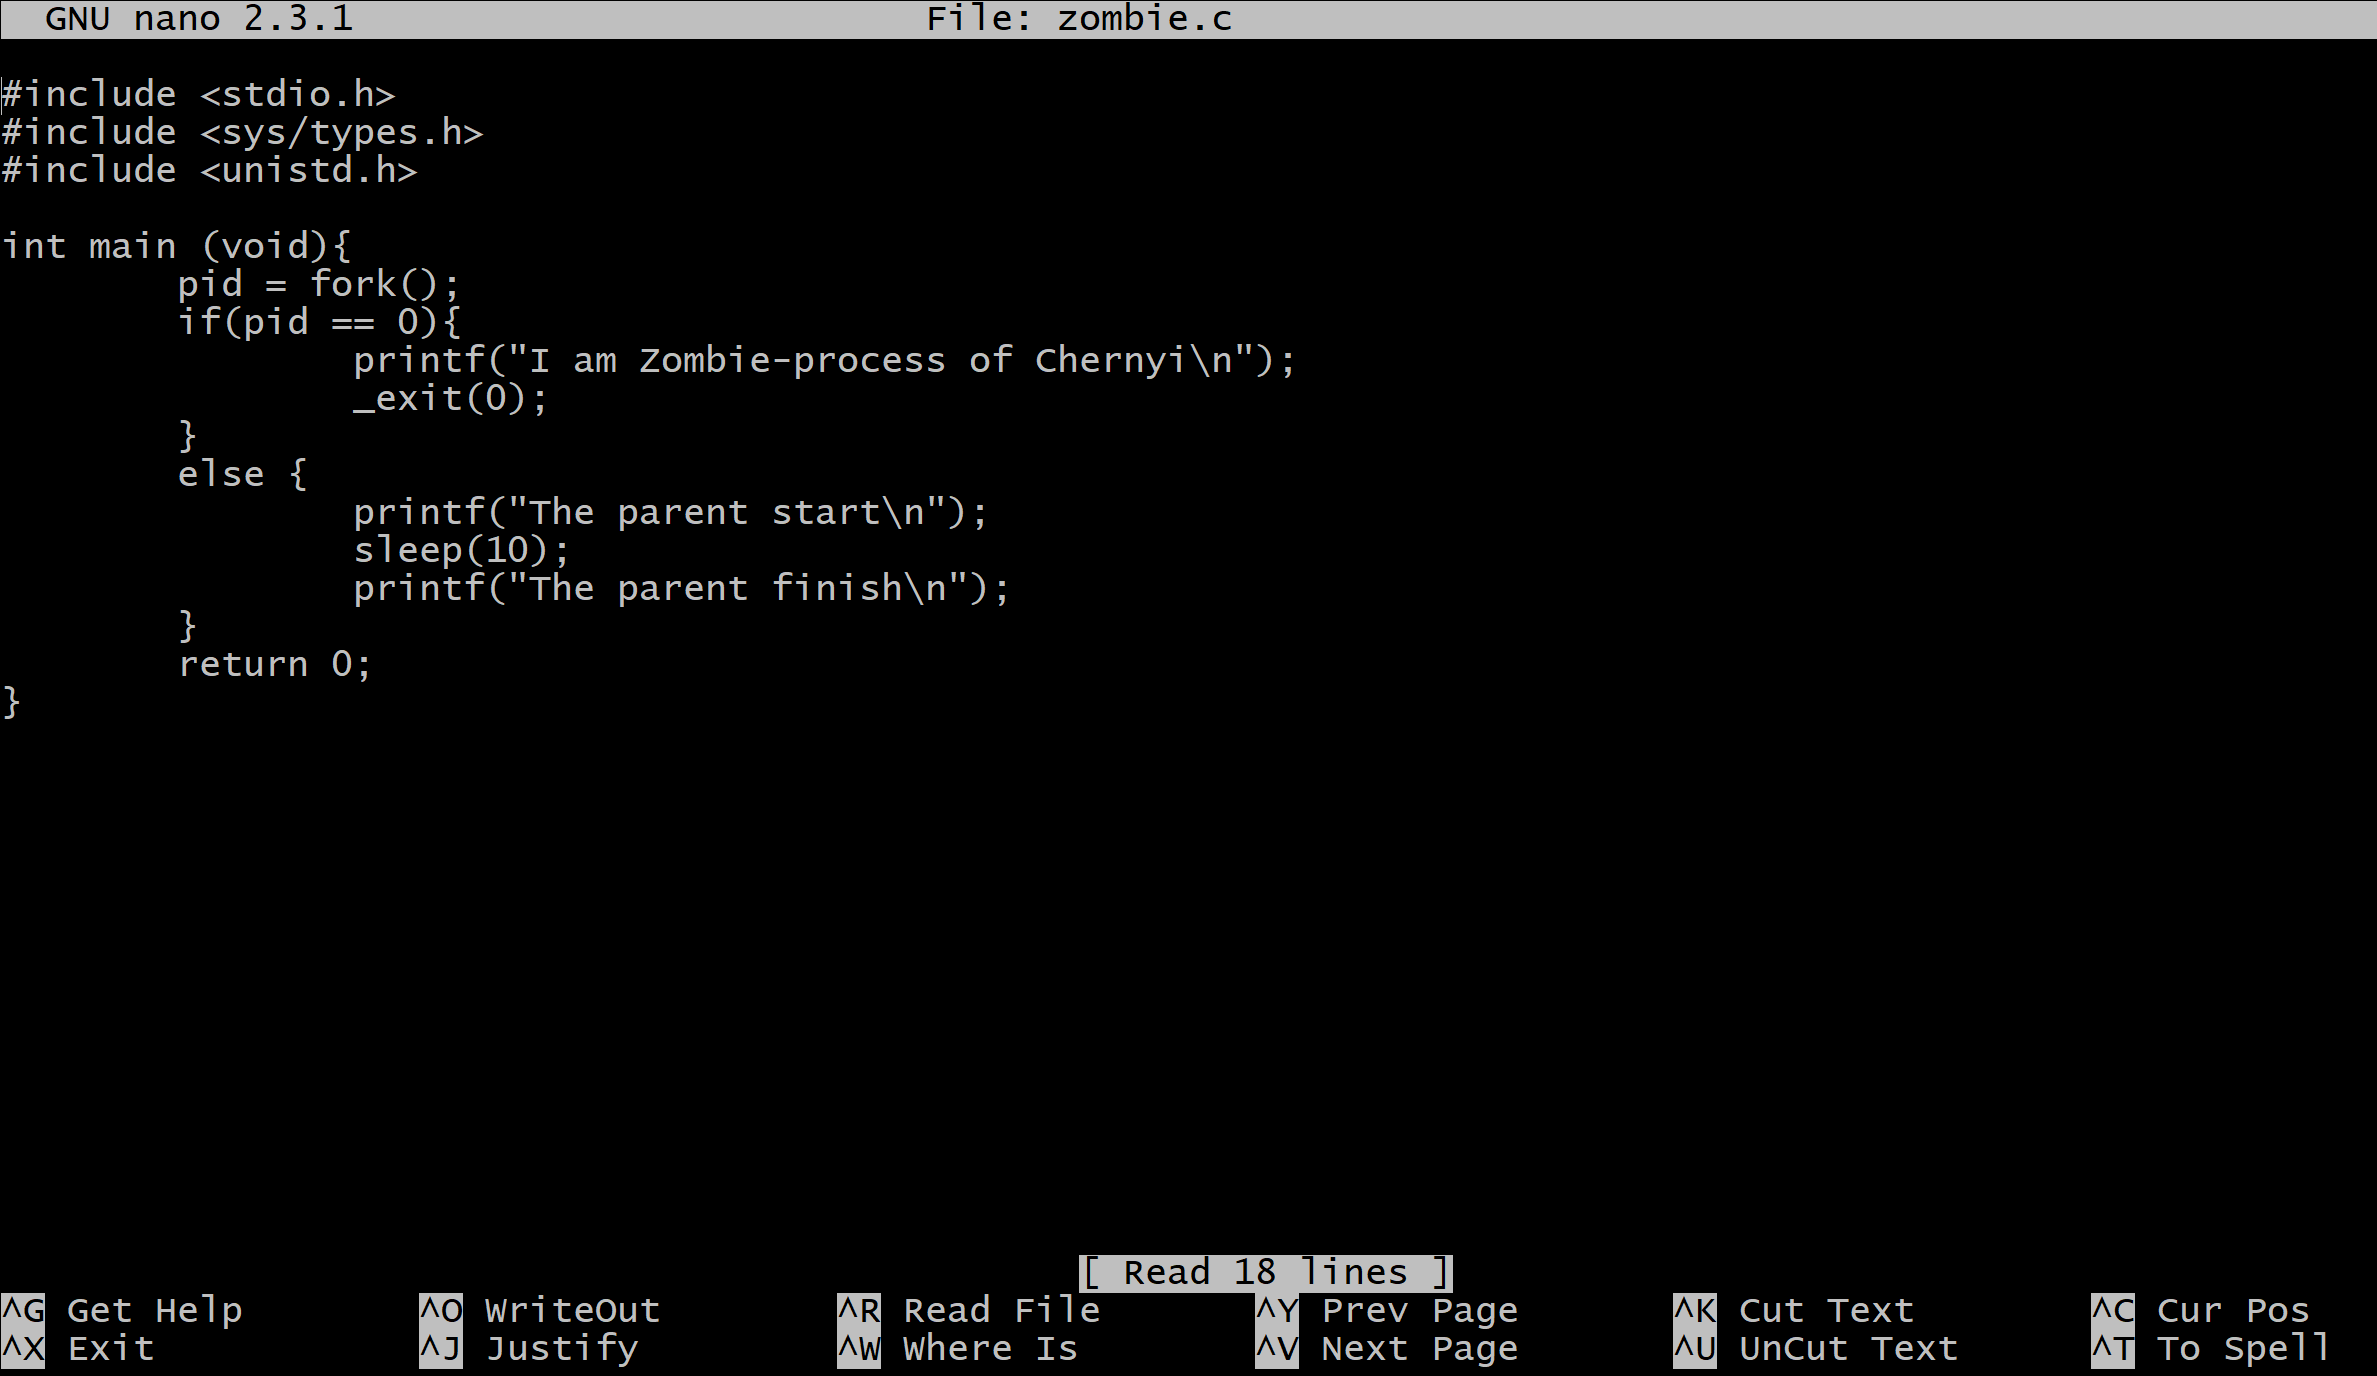 GNU nano 2.3.1 File: zombie.c
#include <stdio.h>
#include <sys/types.h>
#include <unistd.h>
int main (void){
pid = fork();
if(pid == 0){
printf("I am Zombie-process of Chernyi\n");
_exit(0);
}
else {
printf("The parent start\n");
sleep(10);
printf("The parent finish\n");
}
return 0;
}
[ Read 18 lines ]
^G Get Help ^O WriteOut ^R Read File ^Y Prev Page ^K Cut Text ^C Cur Pos
^X Exit ^J Justify ^W Where Is ^V Next Page ^U UnCut Text ^T To Spell